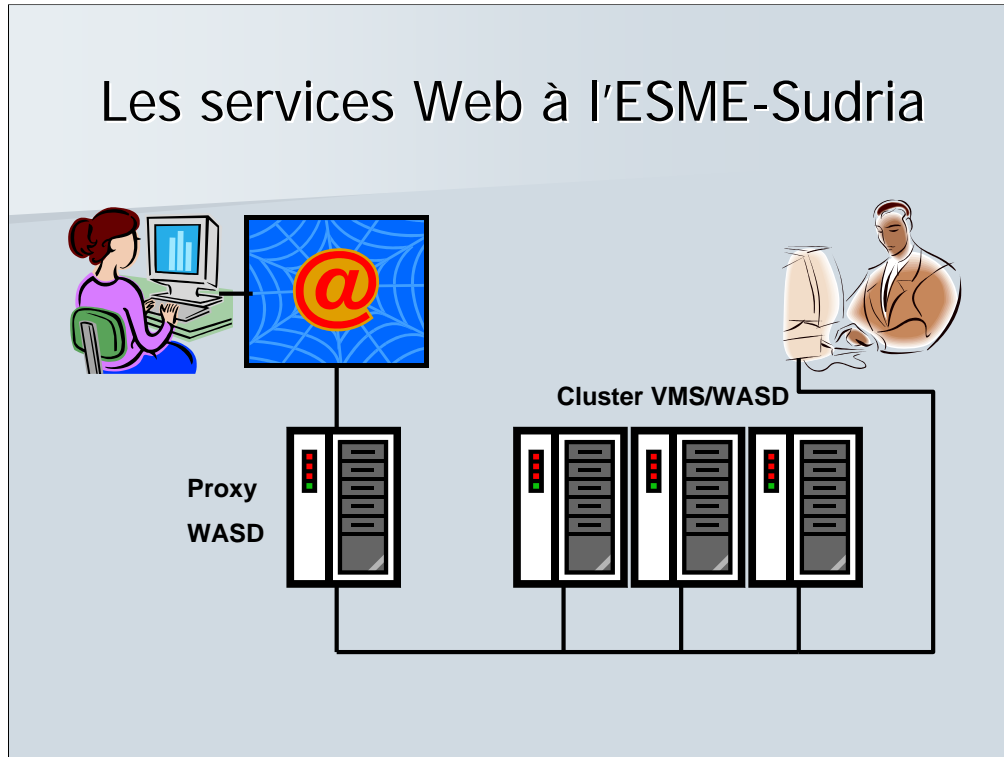 Les services Web à l'ESME-Sudria
@
Cluster VMS/WASD
Proxy
WASD